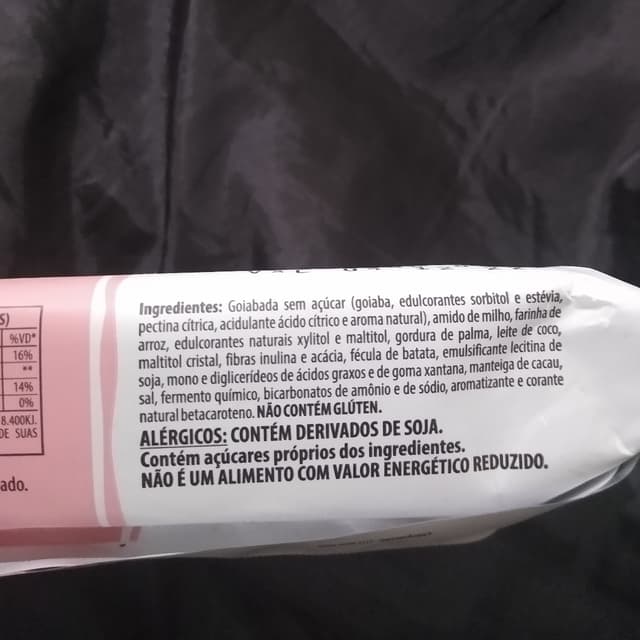 S)
%VD*
16%
**
14%
0%
8.400KJ.
DE SUAS
ado.
Ingredientes: Goiabada sem açúcar (goiaba, edulcorantes sorbitol e estévia,
pectina cítrica, acidulante ácido cítrico e aroma natural), amido de milho, farinha de
arroz, edulcorantes naturais xylitol e maltitol, gordura de palma, leite de coco,
maltitol cristal, fibras inulina e acácia, fécula de batata, emulsificante lecitina de
soja, mono e diglicerídeos de ácidos graxos e de goma xantana, manteiga de cacau,
sal, fermento químico, bicarbonatos de amônio e de sódio, aromatizante e corante
natural betacaroteno. NÃO CONTÉM GLÚTEN.
ALÉRGICOS: CONTÉM DERIVADOS DE SOJA.
Contém açúcares próprios dos ingredientes.
NÃO É UM ALIMENTO COM VALOR ENERGÉTICO REDUZIDO.